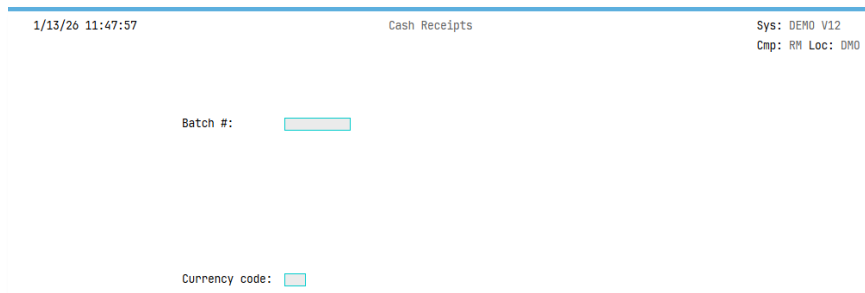 1/13/26 11:47:57 Cash Receipts Sys: DEMO V12
Cmp: RM Loc: DMO
Batch #:
Currency code: